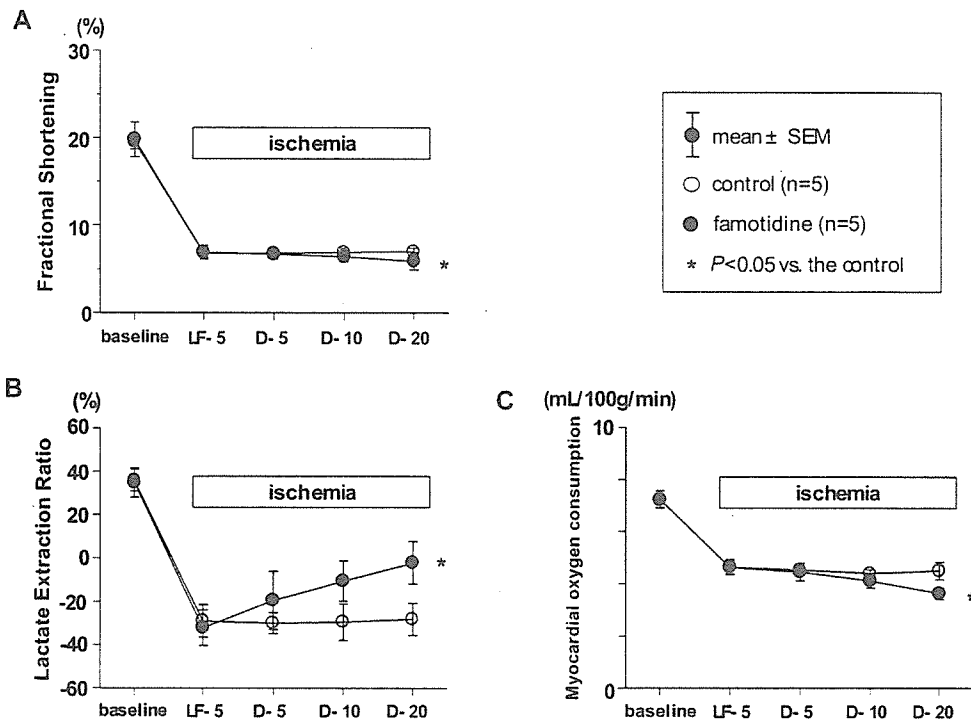 A
(%)
Fractional Shortening
30
20
10
0
ischemia
baseline LF- 5 D- 5 D- 10 D- 20
*
mean± SEM
control (n=5)
famotidine (n=5)
* P<0.05 vs. the control
B
(%)
Lactate Extraction Ratio
60
40
20
0
-20
-40
-60
ischemia
*
baseline LF- 5 D- 5 D- 10 D- 20
C
(mL/100g/min)
Myocardial oxygen consumption
10
0
ischemia
*
baseline LF- 5 D- 5 D- 10 D- 20